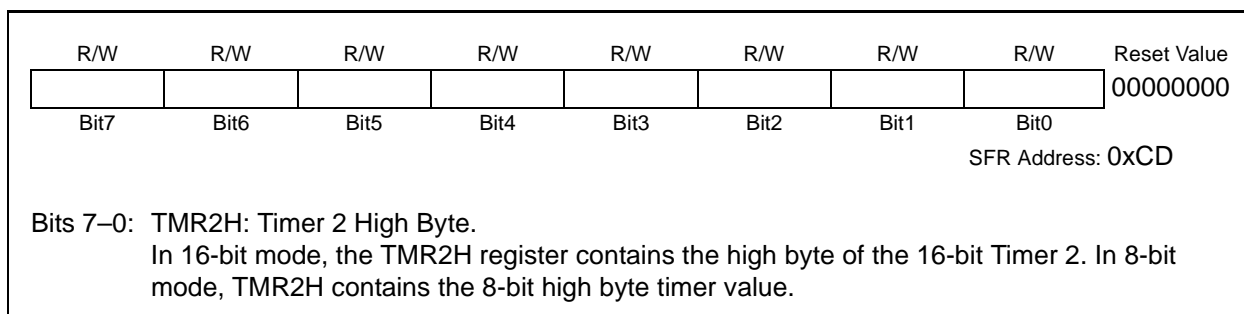 R/W R/W R/W R/W R/W R/W R/W R/W Reset Value
00000000
Bit7 Bit6 Bit5 Bit4 Bit3 Bit2 Bit1 Bit0
SFR Address: 0xCD
Bits 7–0: TMR2H: Timer 2 High Byte.
In 16-bit mode, the TMR2H register contains the high byte of the 16-bit Timer 2. In 8-bit
mode, TMR2H contains the 8-bit high byte timer value.